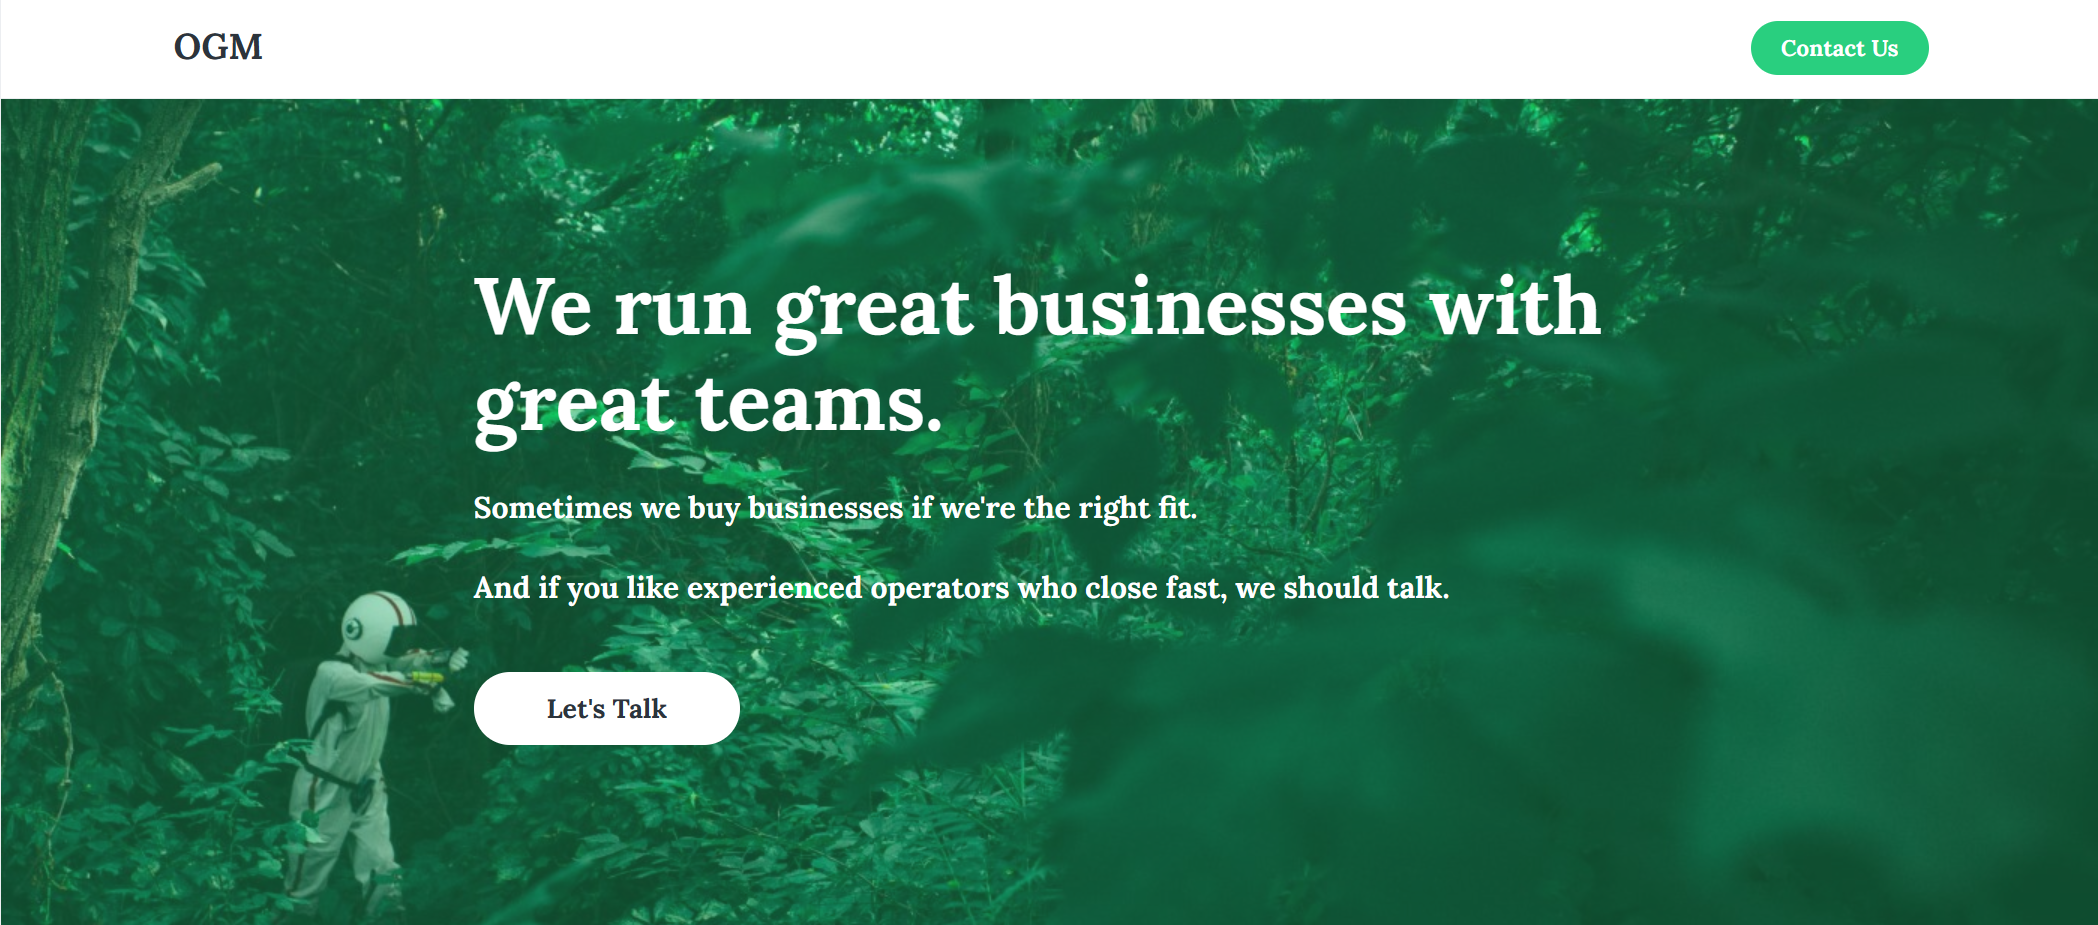 OGM
Contact Us
We run great businesses with
great teams.
Sometimes we buy businesses if we're the right fit.
And if you like experienced operators who close fast, we should talk.
Let's Talk